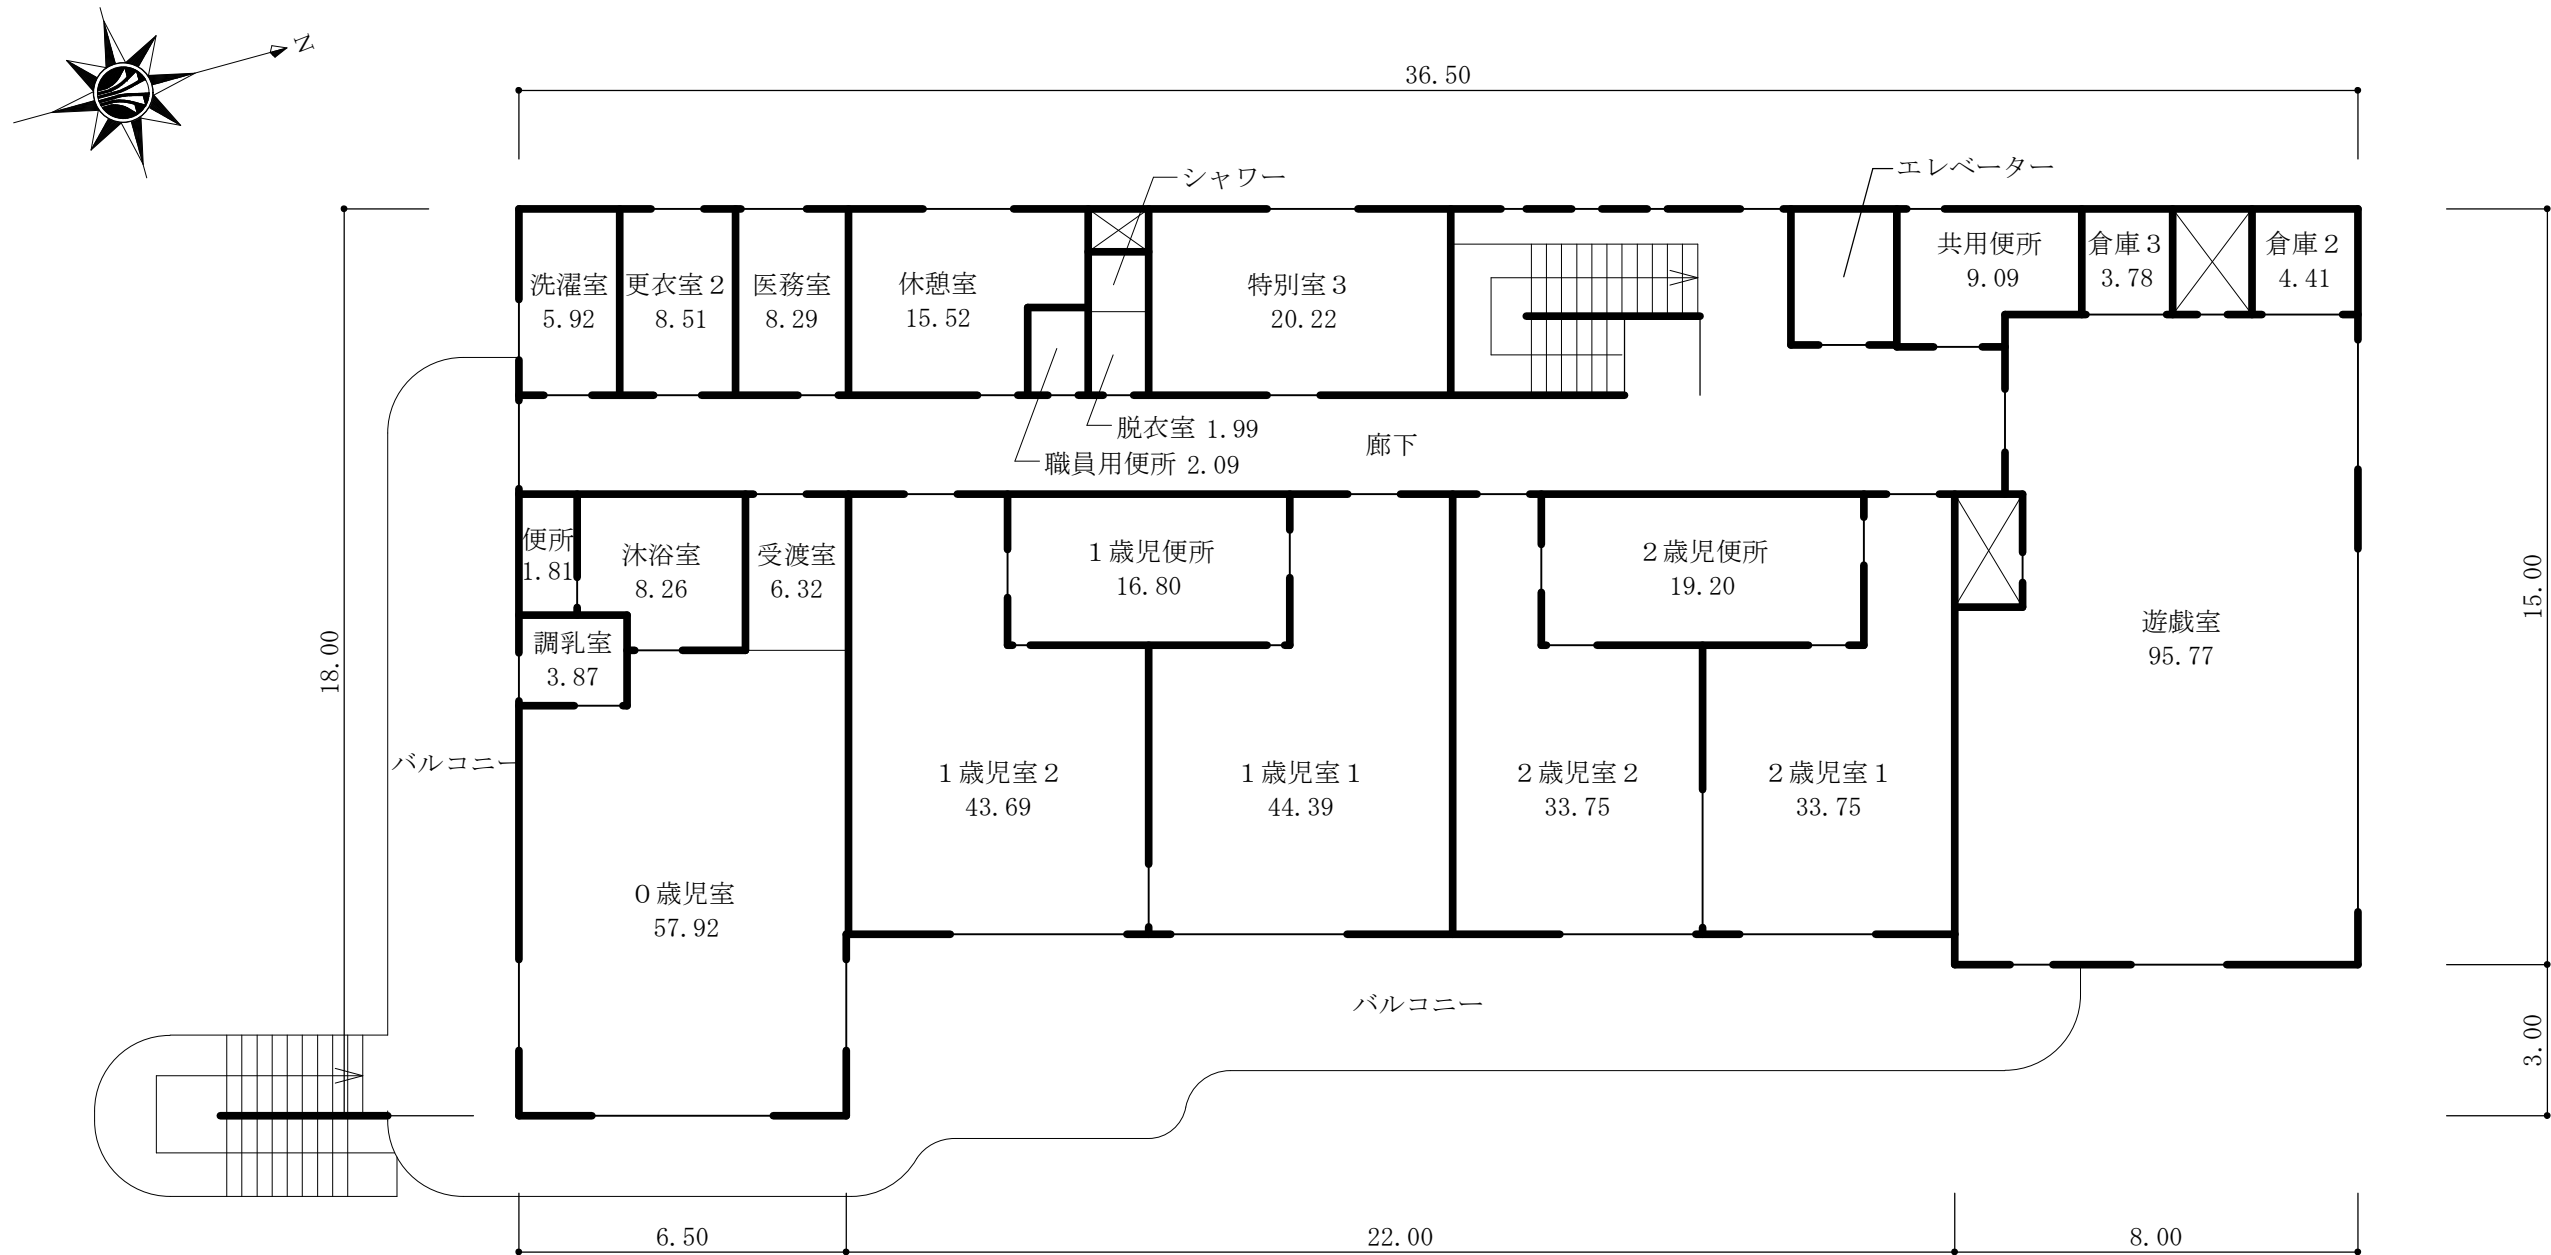 N
36.50
シャワー
エレベーター
洗濯室
5.92
更衣室２
8.51
医務室
8.29
休憩室
15.52
特別室３
20.22
共用便所
9.09
倉庫３
3.78
倉庫２
4.41
脱衣室 1.99
職員用便所 2.09
廊下
便所
1.81
沐浴室
8.26
受渡室
6.32
１歳児便所
16.80
２歳児便所
19.20
遊戯室
95.77
調乳室
3.87
18.00
15.00
バルコニー
１歳児室２
43.69
１歳児室１
44.39
２歳児室２
33.75
２歳児室１
33.75
０歳児室
57.92
バルコニー
3.00
6.50
22.00
8.00